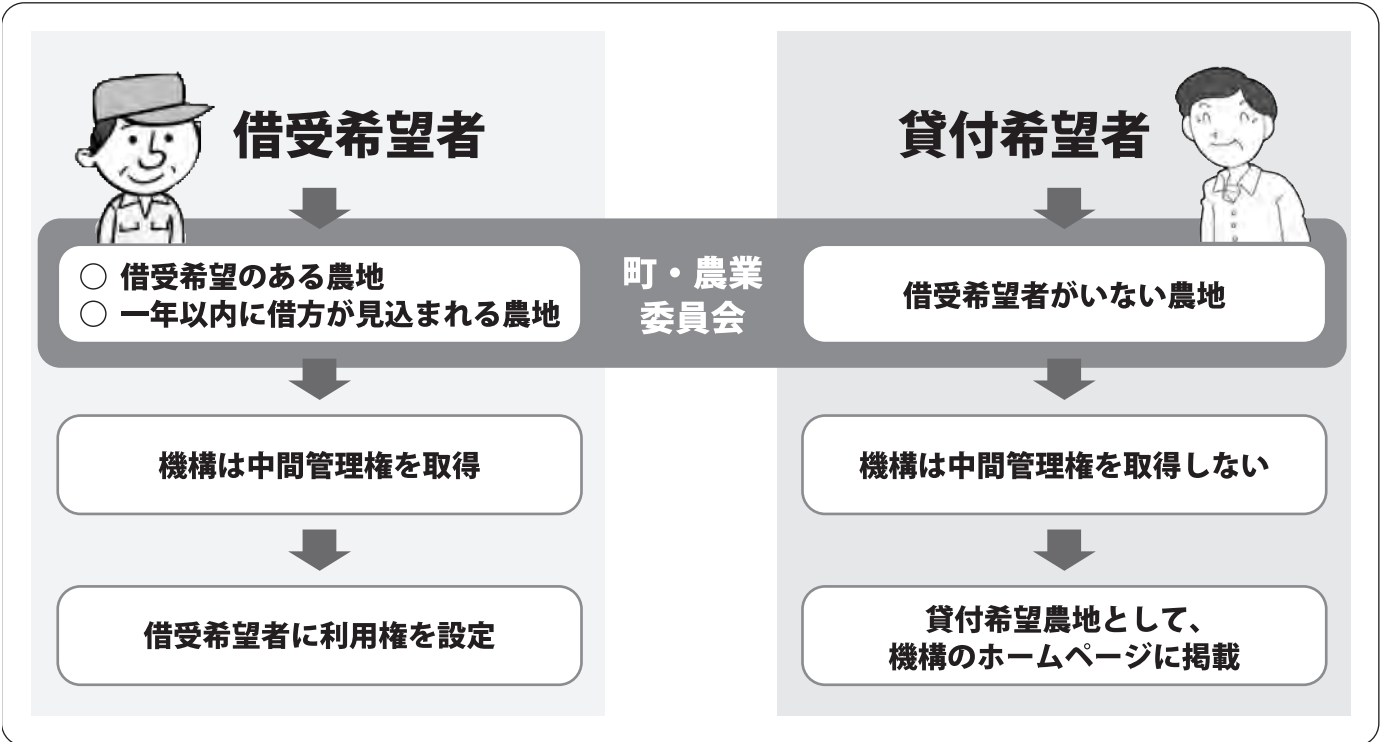 借受希望者
貸付希望者
町・農業
委員会
○ 借受希望のある農地
○ 一年以内に借方が見込まれる農地
借受希望者がいない農地
機構は中間管理権を取得
機構は中間管理権を取得しない
借受希望者に利用権を設定
貸付希望農地として、
機構のホームページに掲載